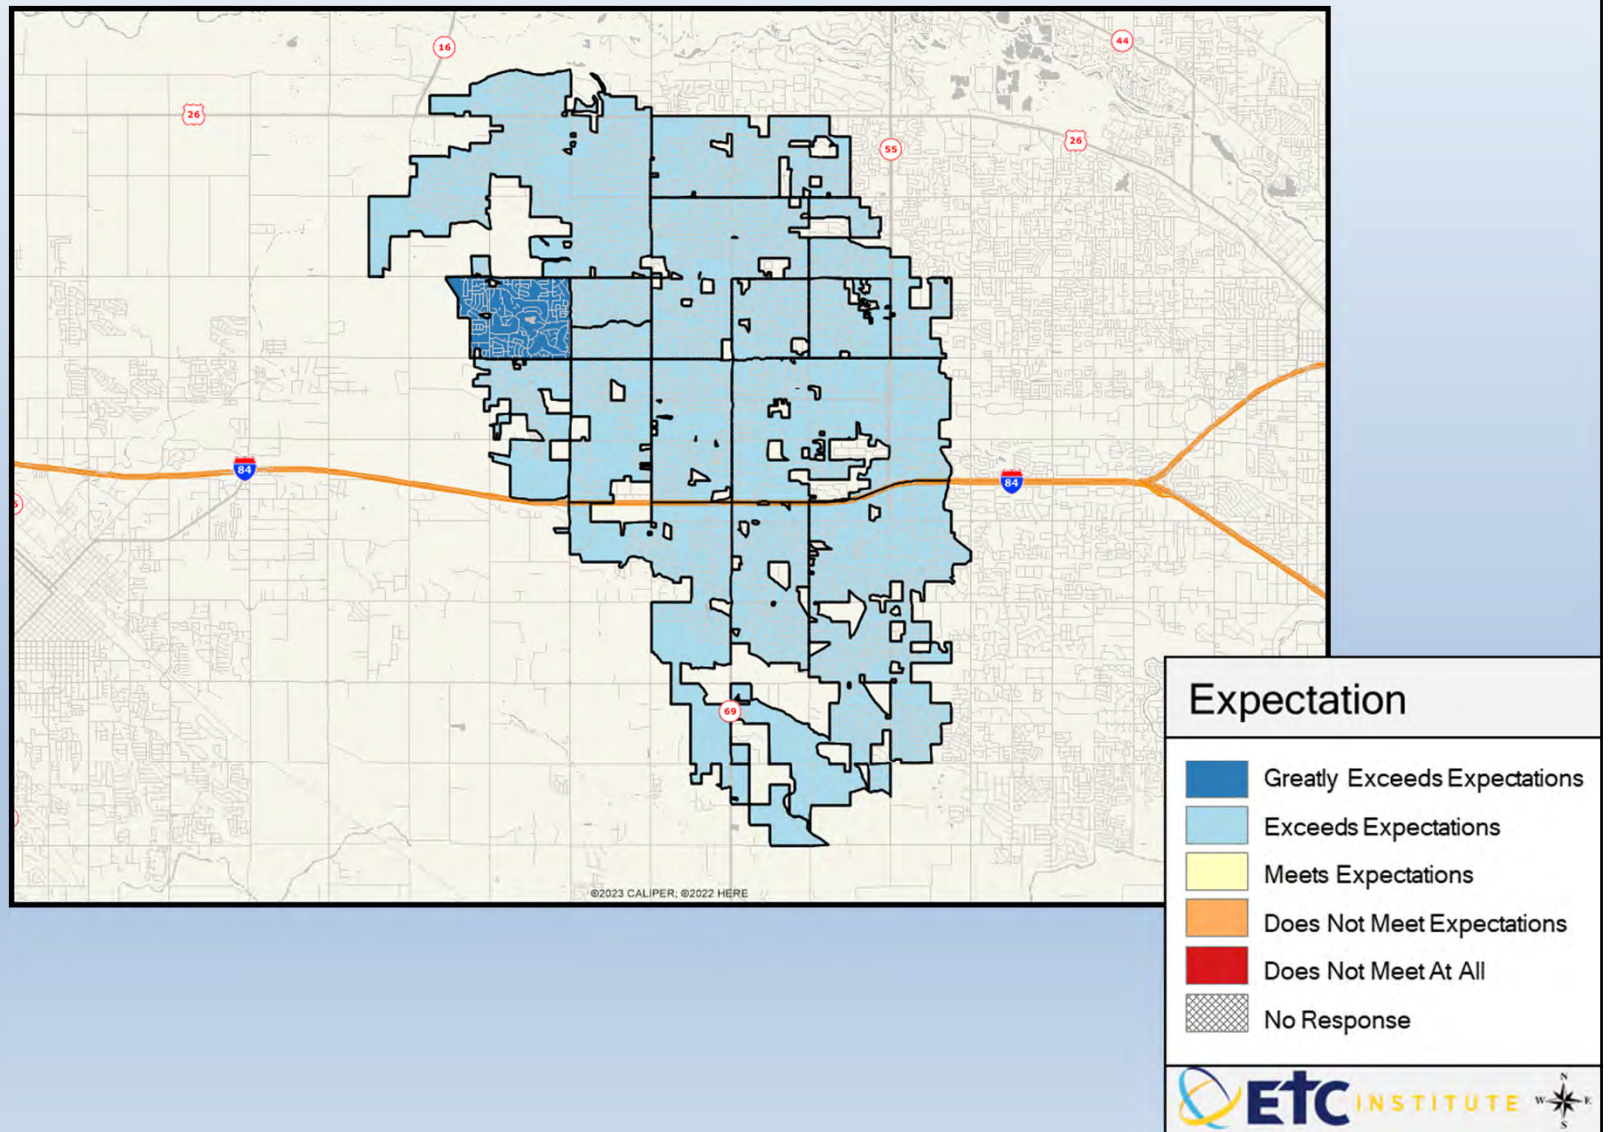 16
44
26
55
26
84
84
69
©2023 CALIPER; ©2022 HERE
Expectation
Greatly Exceeds Expectations
Exceeds Expectations
Meets Expectations
Does Not Meet Expectations
Does Not Meet At All
No Response
ETC INSTITUTE
N
W E
S